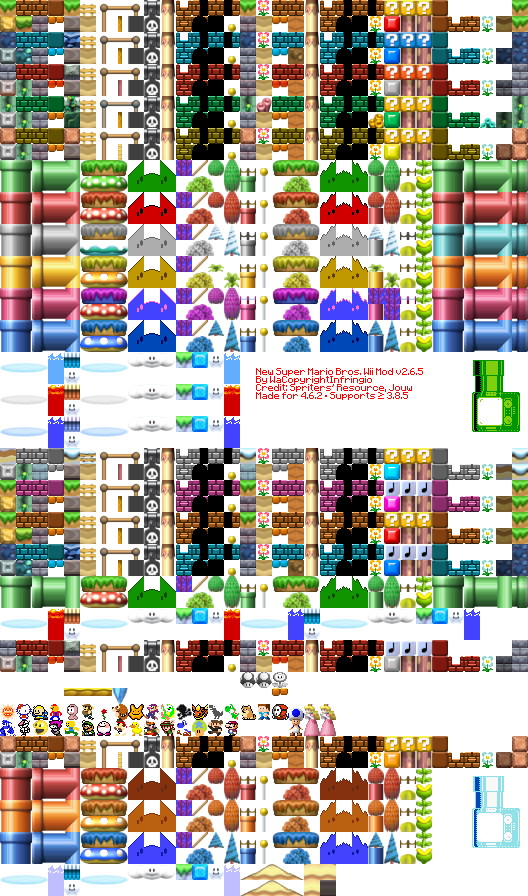 New Super Mario Bros. Wii Mod v2.6.5
By WaCopyrightInfringio
Credit: Spriters' Resource, Jouw
Made for 4.6.2 • Supports ≥ 3.8.5